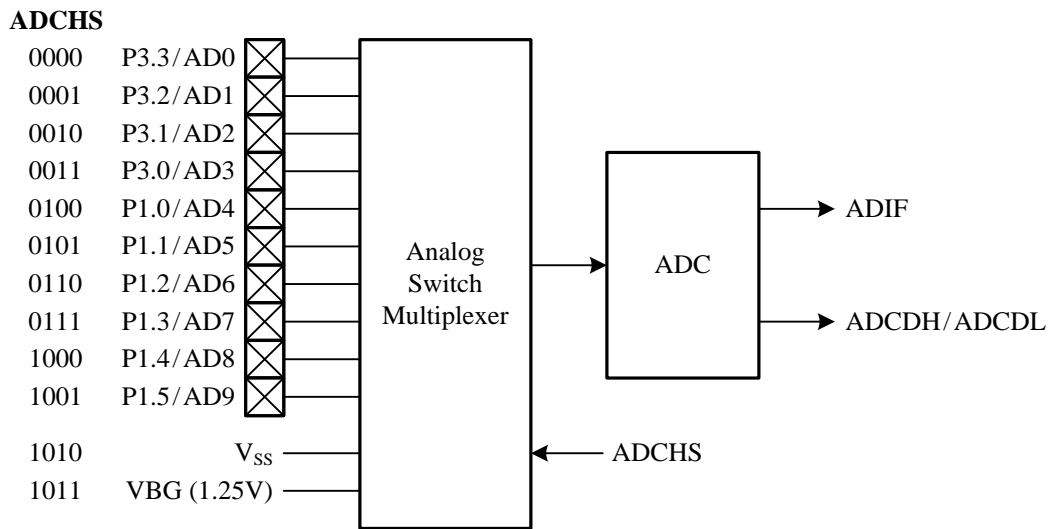 ADCHS
0000 P3.3/AD0
0001 P3.2/AD1
0010 P3.1/AD2
0011 P3.0/AD3
0100 P1.0/AD4
0101 P1.1/AD5
0110 P1.2/AD6
0111 P1.3/AD7
1000 P1.4/AD8
1001 P1.5/AD9
1010 VSS
1011 VBG (1.25V)
Analog
Switch
Multiplexer
ADCHS
ADC
ADIF
ADCDH/ADCDL